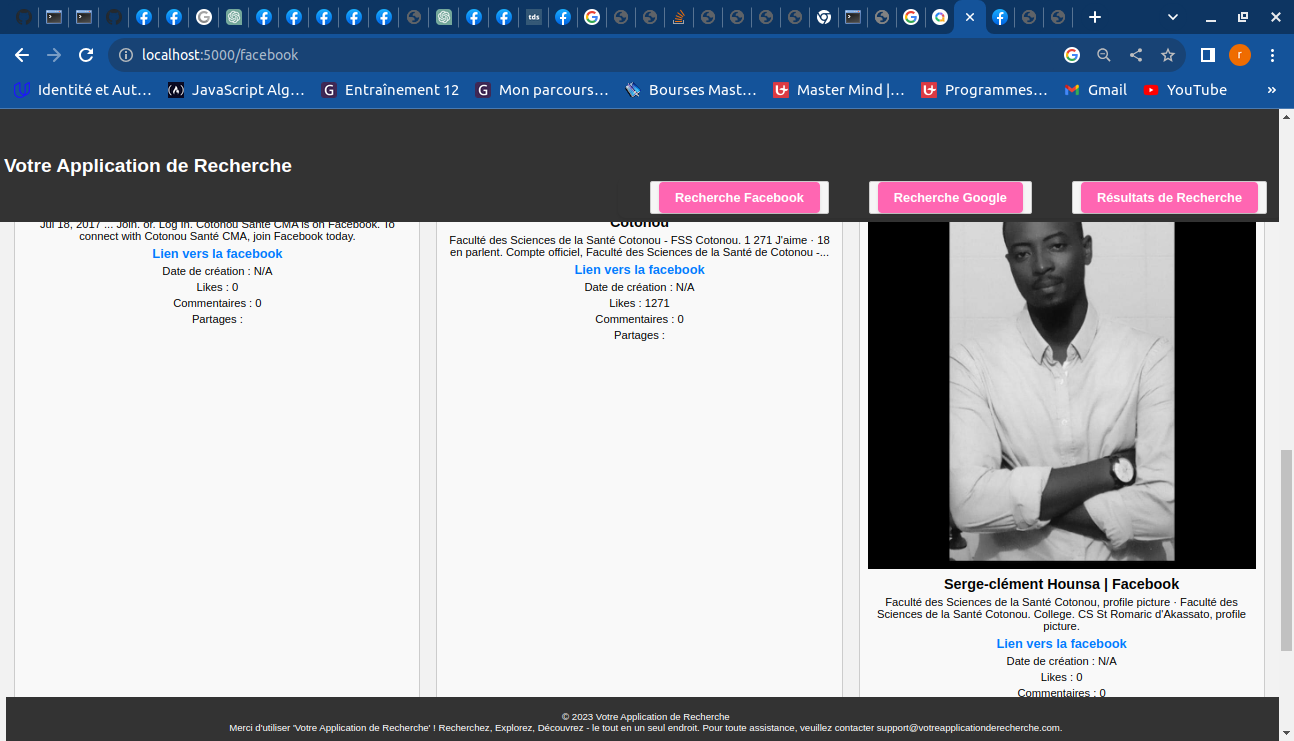 localhost:5000/facebook
r
Identité et Aut…
JavaScript Alg…
Entraînement 12
Mon parcours…
Bourses Mast…
Master Mind |…
Programmes…
Gmail
YouTube
»
Votre Application de Recherche
Recherche Facebook
Recherche Google
Résultats de Recherche
Jul 18, 2017 ... Join. or. Log In. Cotonou Santé CMA is on Facebook. To
connect with Cotonou Santé CMA, join Facebook today.
Lien vers la facebook
Date de création : N/A
Likes : 0
Commentaires : 0
Partages :
Cotonou
Faculté des Sciences de la Santé Cotonou - FSS Cotonou. 1 271 J'aime · 18
en parlent. Compte officiel, Faculté des Sciences de la Santé de Cotonou -...
Lien vers la facebook
Date de création : N/A
Likes : 1271
Commentaires : 0
Partages :
Serge-clément Hounsa | Facebook
Faculté des Sciences de la Santé Cotonou, profile picture · Faculté des
Sciences de la Santé Cotonou. College. CS St Romaric d'Akassato, profile
picture.
Lien vers la facebook
Date de création : N/A
Likes : 0
Commentaires : 0
© 2023 Votre Application de Recherche
Merci d'utiliser 'Votre Application de Recherche' ! Recherchez, Explorez, Découvrez - le tout en un seul endroit. Pour toute assistance, veuillez contacter support@votreapplicationderecherche.com.